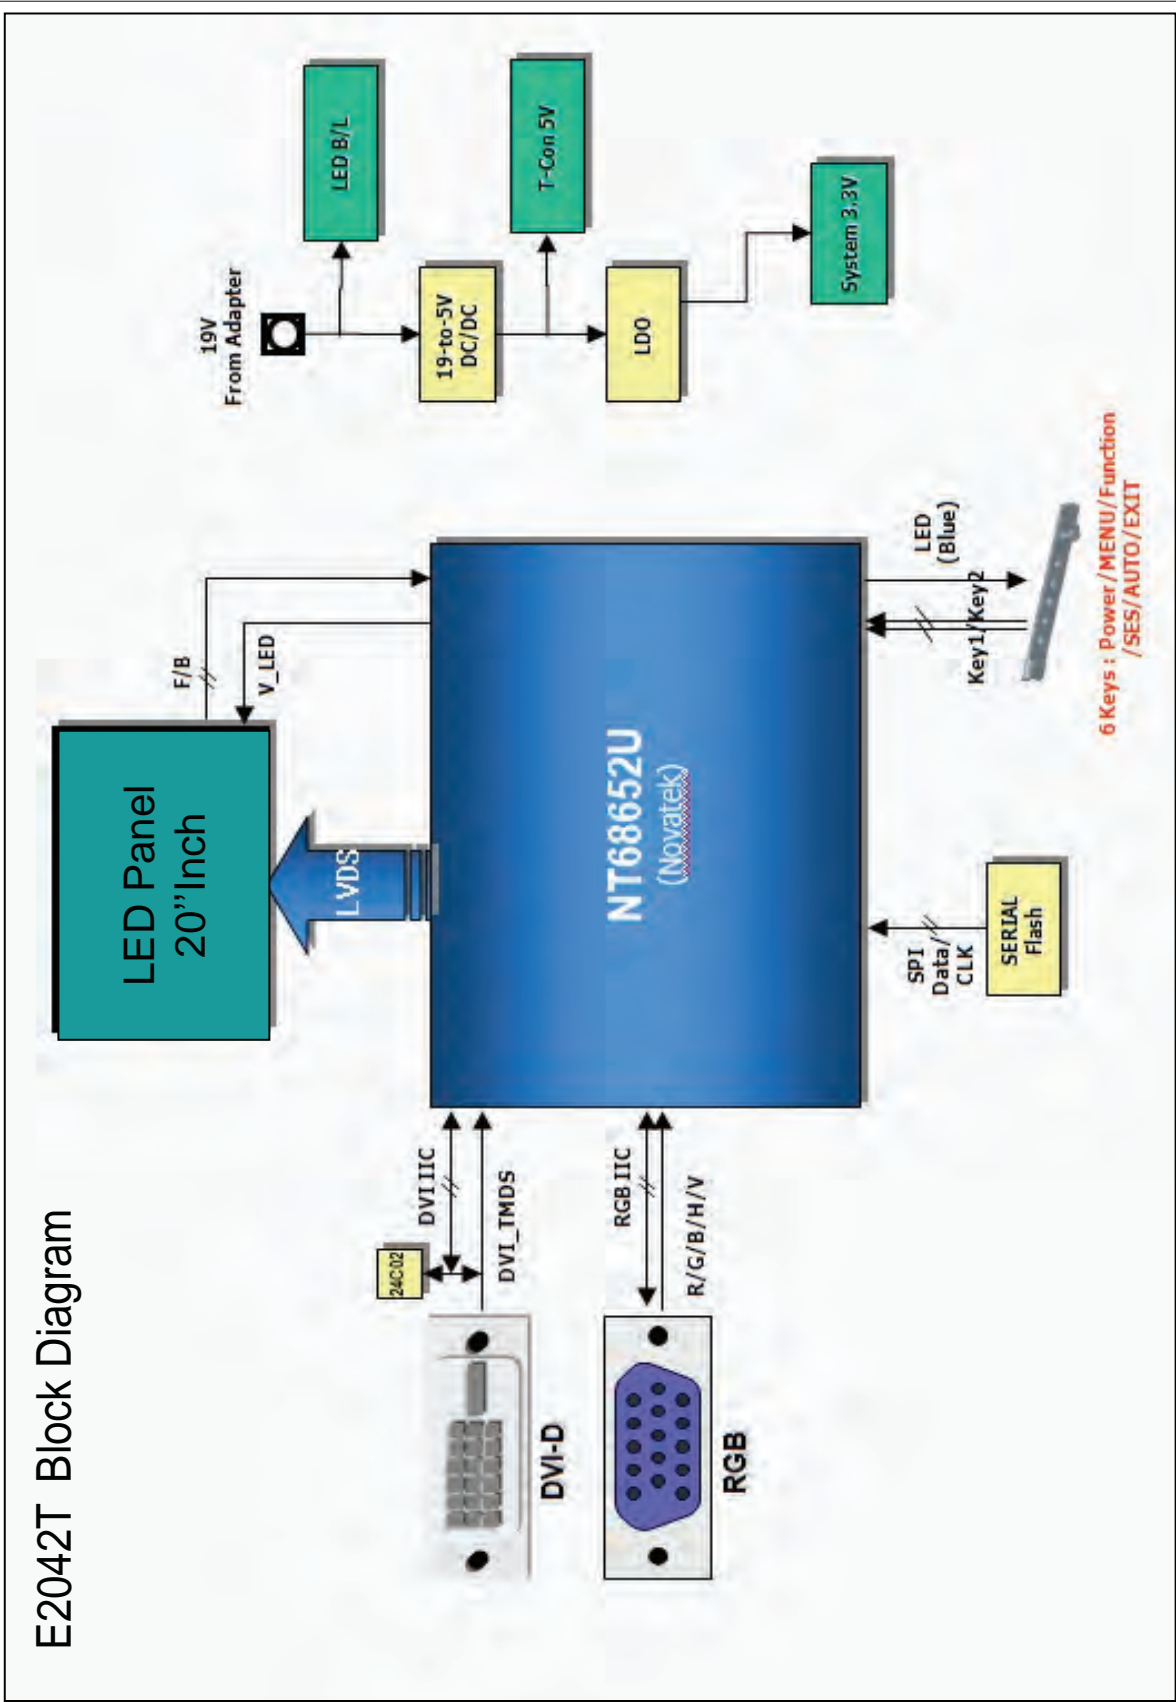 E2042T Block Diagram
LED Panel
20”Inch
F/B
V_LED
LVDS
19V
From Adapter
LED B/L
19-to-5V
DC/DC
T-Con 5V
LDO
System 3.3V
24C02
DVI IIC
DVI_TMDS
DVI-D
RGB IIC
R/G/B/H/V
RGB
NT68652U
(Novatek)
SPI
Data/
CLK
SERIAL
Flash
LED
(Blue)
Key1/Key2
6 Keys : Power/MENU/Function
/SES/AUTO/EXIT